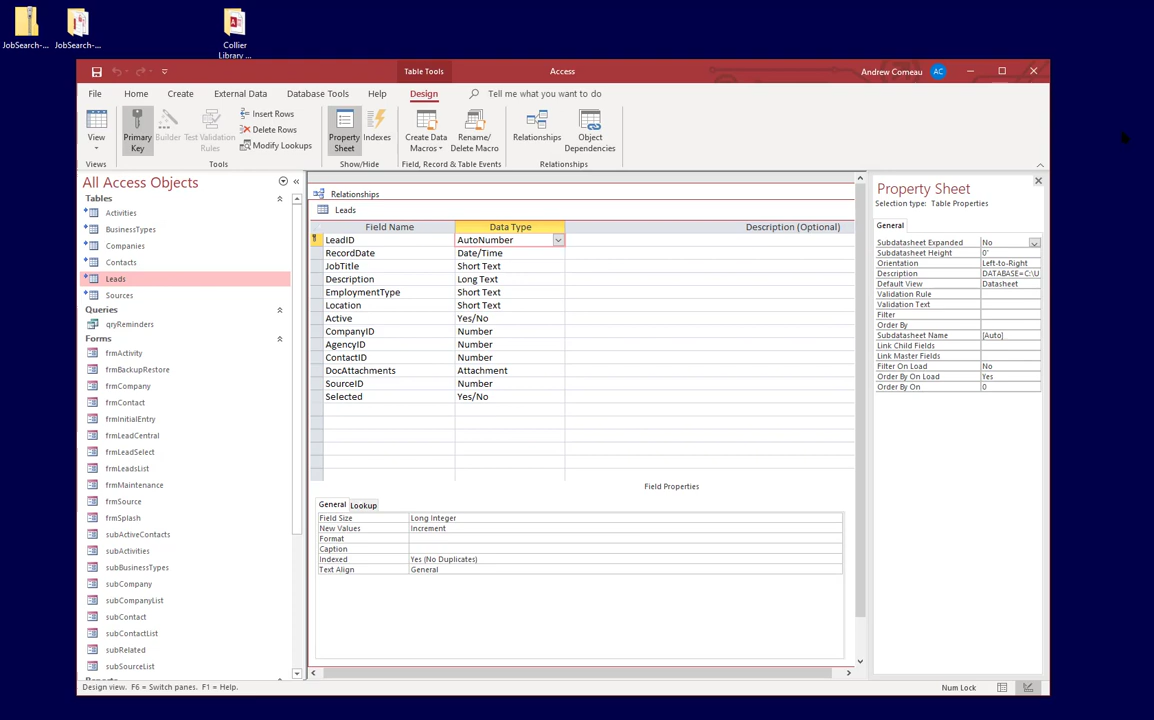 JobSearch-...
JobSearch-...
Collier
Library ...
Table Tools
Access
Andrew Comeau
AC
File
Home
Create
External Data
Database Tools
Help
Design
Tell me what you want to do
View
Primary
Key
Builder
Test Validation
Rules
Insert Rows
Delete Rows
Modify Lookups
Property
Sheet
Indexes
Create Data
Macros
Rename/
Delete Macro
Relationships
Object
Dependencies
Views
Tools
Show/Hide
Field, Record & Table Events
Relationships
All Access Objects
Tables
Activities
BusinessTypes
Companies
Contacts
Leads
Sources
Queries
qryReminders
Forms
frmActivity
frmBackupRestore
frmCompany
frmContact
frmInitialEntry
frmLeadCentral
frmLeadSelect
frmLeadsList
frmMaintenance
frmSource
frmSplash
subActiveContacts
subActivities
subBusinessTypes
subCompany
subCompanyList
subContact
subContactList
subRelated
subSourceList
Relationships
Leads
Field Name Data Type Description (Optional)
LeadID AutoNumber
RecordDate Date/Time
JobTitle Short Text
Description Long Text
EmploymentType Short Text
Location Short Text
Active Yes/No
CompanyID Number
AgencyID Number
ContactID Number
DocAttachments Attachment
SourceID Number
Selected Yes/No
Field Properties
General Lookup
Field Size Long Integer
New Values Increment
Format
Caption
Indexed Yes (No Duplicates)
Text Align General
Property Sheet
Selection type: Table Properties
General
Subdatasheet Expanded No
Subdatasheet Height 0"
Orientation Left-to-Right
Description DATABASE=C:\U
Default View Datasheet
Validation Rule
Validation Text
Filter
Order By
Subdatasheet Name [Auto]
Link Child Fields
Link Master Fields
Filter On Load No
Order By On Load Yes
Order By On 0
Design view. F6 = Switch panes. F1 = Help.
Num Lock